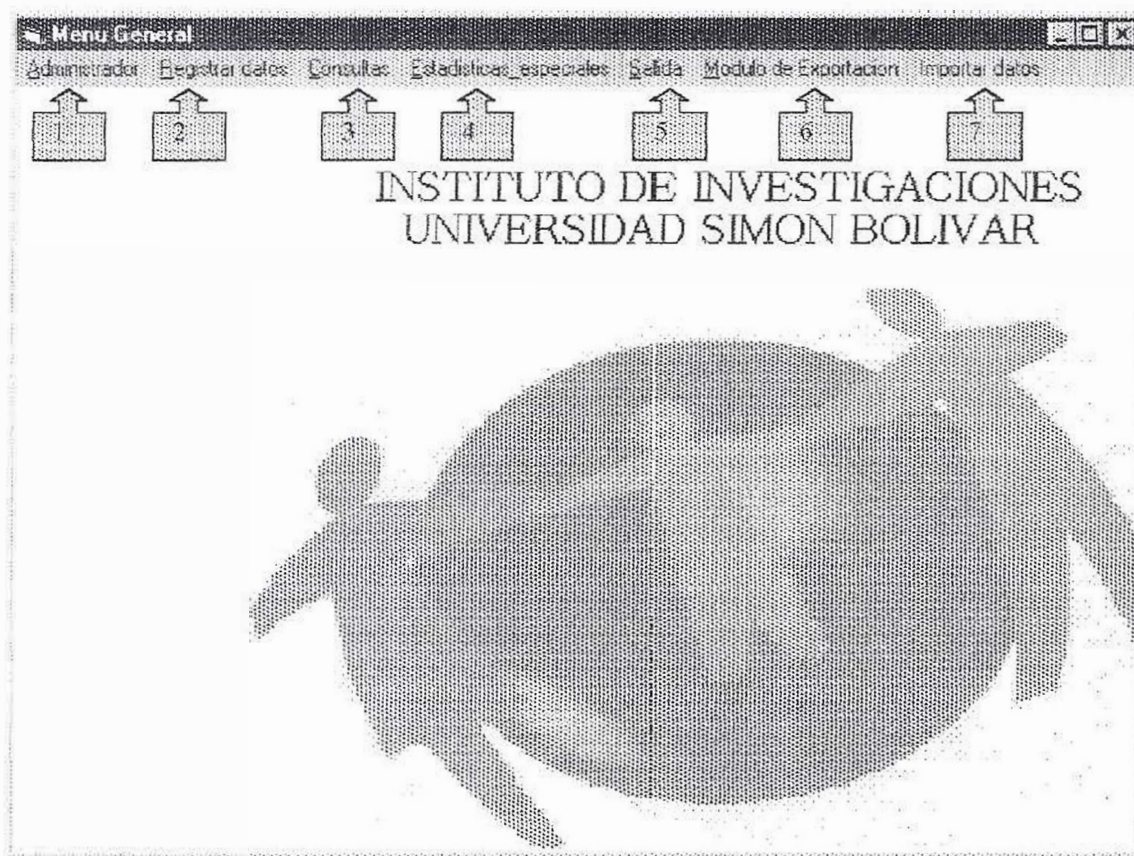 Menu General
Administrador Registrar datos Consultas Estadisticas_especiales Salida Modulo de Exportacion Importar datos
1 2 3 4 5 6 7
INSTITUTO DE INVESTIGACIONES
UNIVERSIDAD SIMON BOLIVAR